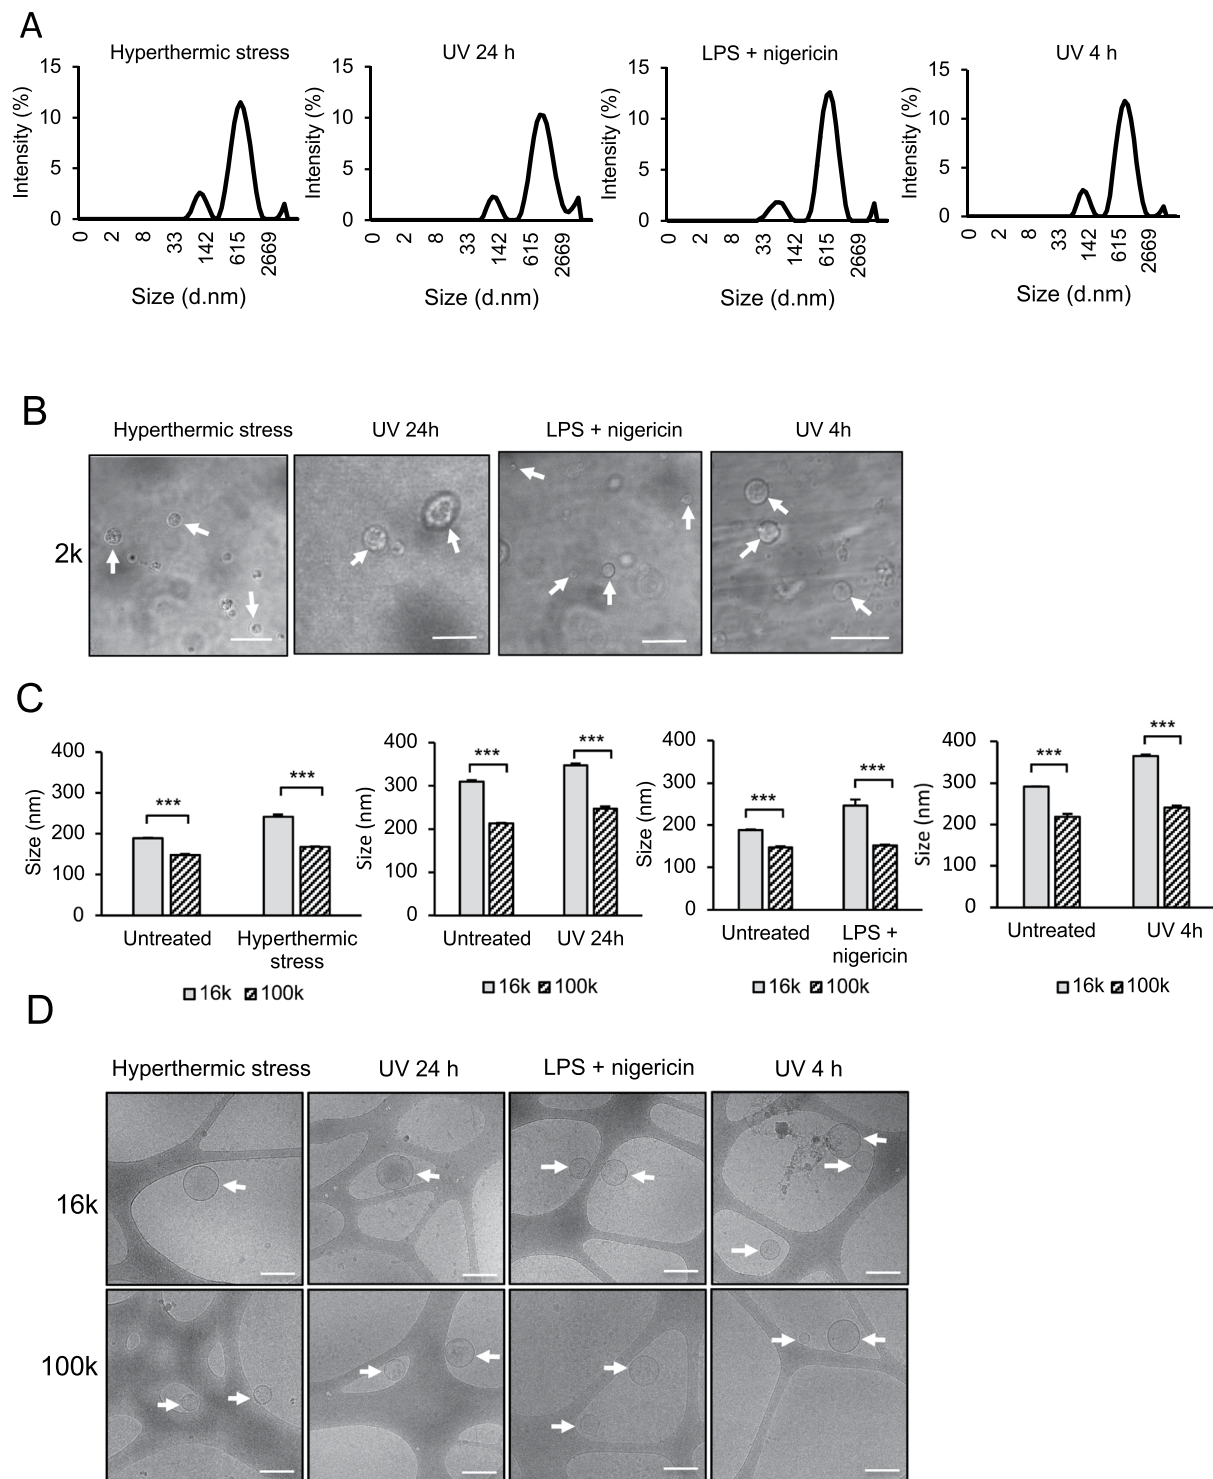 A
Hyperthermic stress
UV 24 h
LPS + nigericin
UV 4 h
Intensity (%)
15
10
5
0
0 2 8 33 142 615 2669
Size (d.nm)
Intensity (%)
15
10
5
0
0 2 8 33 142 615 2669
Size (d.nm)
Intensity (%)
15
10
5
0
0 2 8 33 142 615 2669
Size (d.nm)
Intensity (%)
15
10
5
0
0 2 8 33 142 615 2669
Size (d.nm)
B
Hyperthermic stress
UV 24h
LPS + nigericin
UV 4h
2k
C
Size (nm)
400
300
200
100
0
***
***
Untreated
Hyperthermic
stress
16k 100k
Size (nm)
400
300
200
100
0
***
***
Untreated
UV 24h
16k 100k
Size (nm)
400
300
200
100
0
***
***
Untreated
LPS +
nigericin
16k 100k
Size (nm)
400
300
200
100
0
***
***
Untreated
UV 4h
16k 100k
D
Hyperthermic stress
UV 24 h
LPS + nigericin
UV 4 h
16k
100k